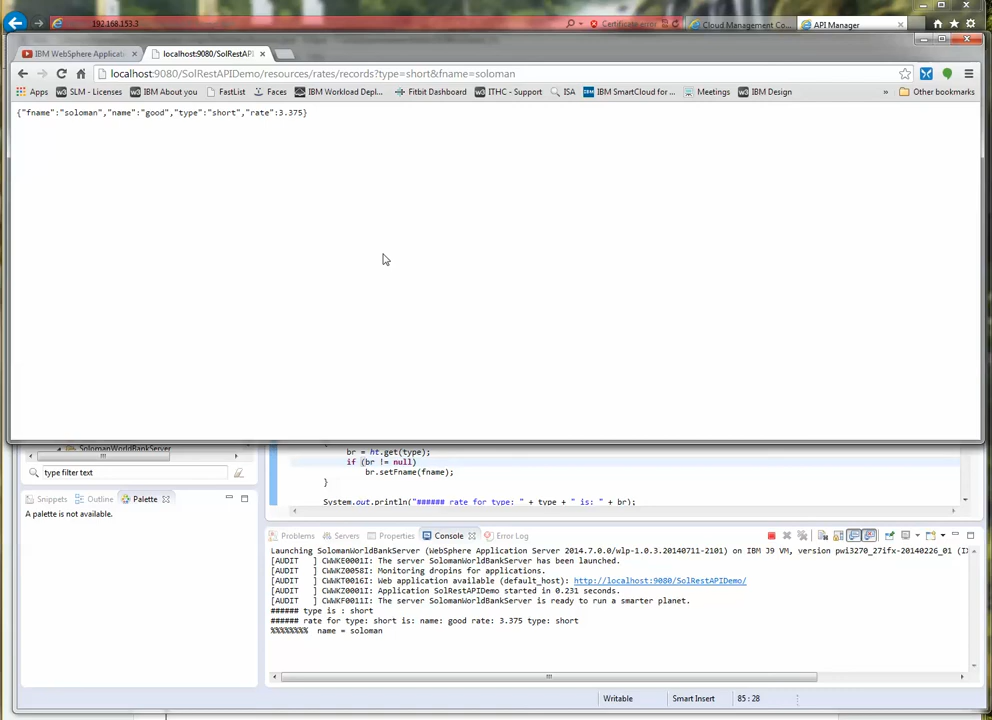 192.168.153.3
Certificate error
Cloud Management Co...
API Manager
IBM WebSphere Applicati
localhost:9080/SolRestAPI
localhost:9080/SolRestAPIDemo/resources/rates/records?type=short&fname=soloman
Apps
SLM - Licenses
IBM About you
FastList
Faces
IBM Workload Depl...
Fitbit Dashboard
ITHC - Support
ISA
IBM SmartCloud for ...
Meetings
IBM Design
»
Other bookmarks
{"fname":"soloman","name":"good","type":"short","rate":3.375}
SolomanWorldBankServer
br = ht.get(type);
if (br != null)
br.setFname(fname);
}
System.out.println("###### rate for type: " + type + " is: " + br);
type filter text
Snippets
Outline
Palette
A palette is not available.
Problems
Servers
Properties
Console
Error Log
Launching SolomanWorldBankServer (WebSphere Application Server 2014.7.0.0/wlp-1.0.3.20140711-2101) on IBM J9 VM, version pwi3270_27ifx-20140226_01 (
[AUDIT   ] CWWKE0001I: The server SolomanWorldBankServer has been launched.
[AUDIT   ] CWWKZ0058I: Monitoring dropins for applications.
[AUDIT   ] CWWKT0016I: Web application available (default_host): http://localhost:9080/SolRestAPIDemo/
[AUDIT   ] CWWKZ0001I: Application SolRestAPIDemo started in 0.231 seconds.
[AUDIT   ] CWWKF0011I: The server SolomanWorldBankServer is ready to run a smarter planet.
###### type is : short
###### rate for type: short is: name: good rate: 3.375 type: short
%%%%%%%%  name = soloman
Writable
Smart Insert
85 : 28